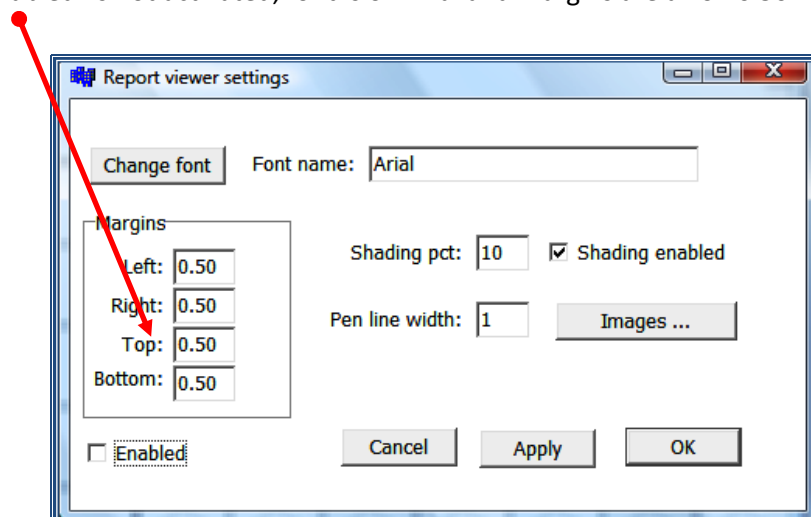 Report viewer settings
Change font Font name: Arial
Margins
Left: 0.50
Right: 0.50
Top: 0.50
Bottom: 0.50
Shading pct: 10 Shading enabled
Pen line width: 1 Images ...
Enabled Cancel Apply OK